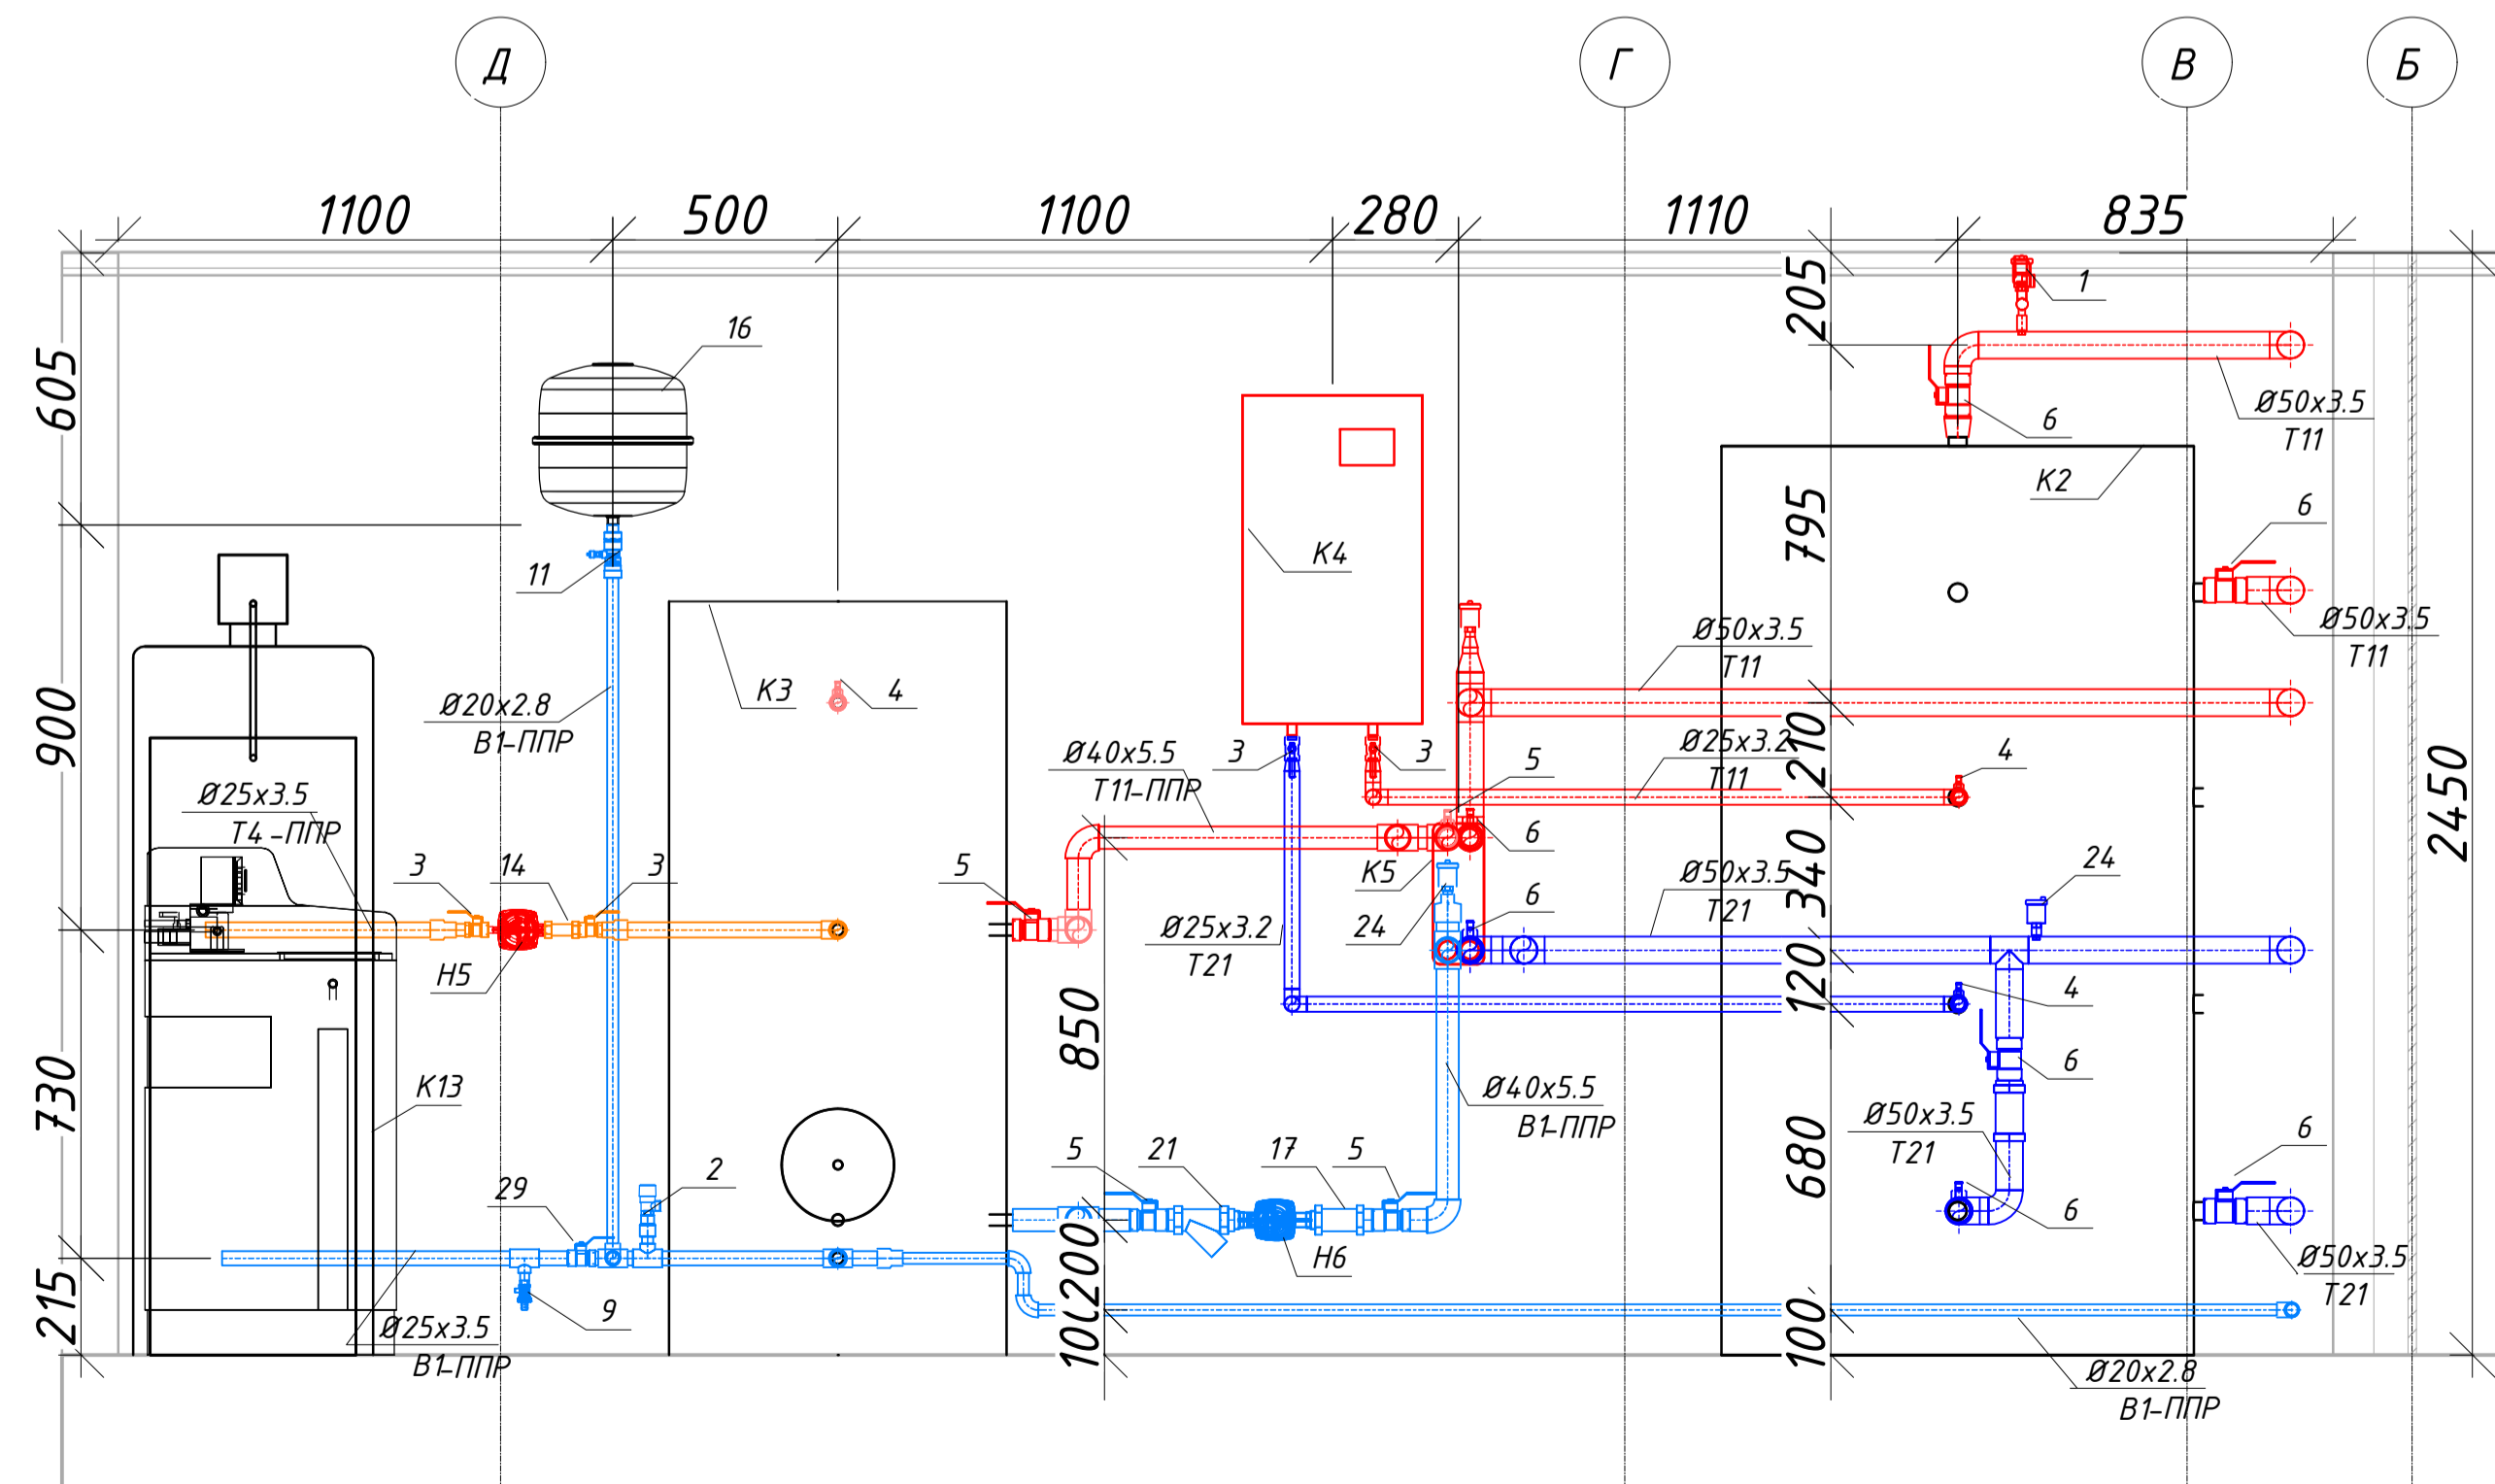 Д
Г
В
Б
1100
500
1100
280
1110
835
205
1
16
605
Ø50x3.5
Т11
6
К2
795
6
К4
11
Ø50x3.5
Т11
Ø50x3.5
Т11
К3
4
Ø20x2.8
В1-ППР
900
Ø40x5.5
Т11-ППР
3
3
5
Ø25x3.2
Т11
210
4
2450
Ø25x3.5
Т4-ППР
6
3
14
3
5
К5
340
Ø50x3.5
Т21
24
6
24
Ø25x3.2
Т21
Н5
120
120
4
850
6
К13
730
Ø40x5.5
В1-ППР
Ø50x3.5
Т21
680
6
5
21
17
5
2
29
6
200
Н6
Ø50x3.5
Т21
9
215
100
100
Ø25x3.5
В1-ППР
Ø20x2.8
В1-ППР